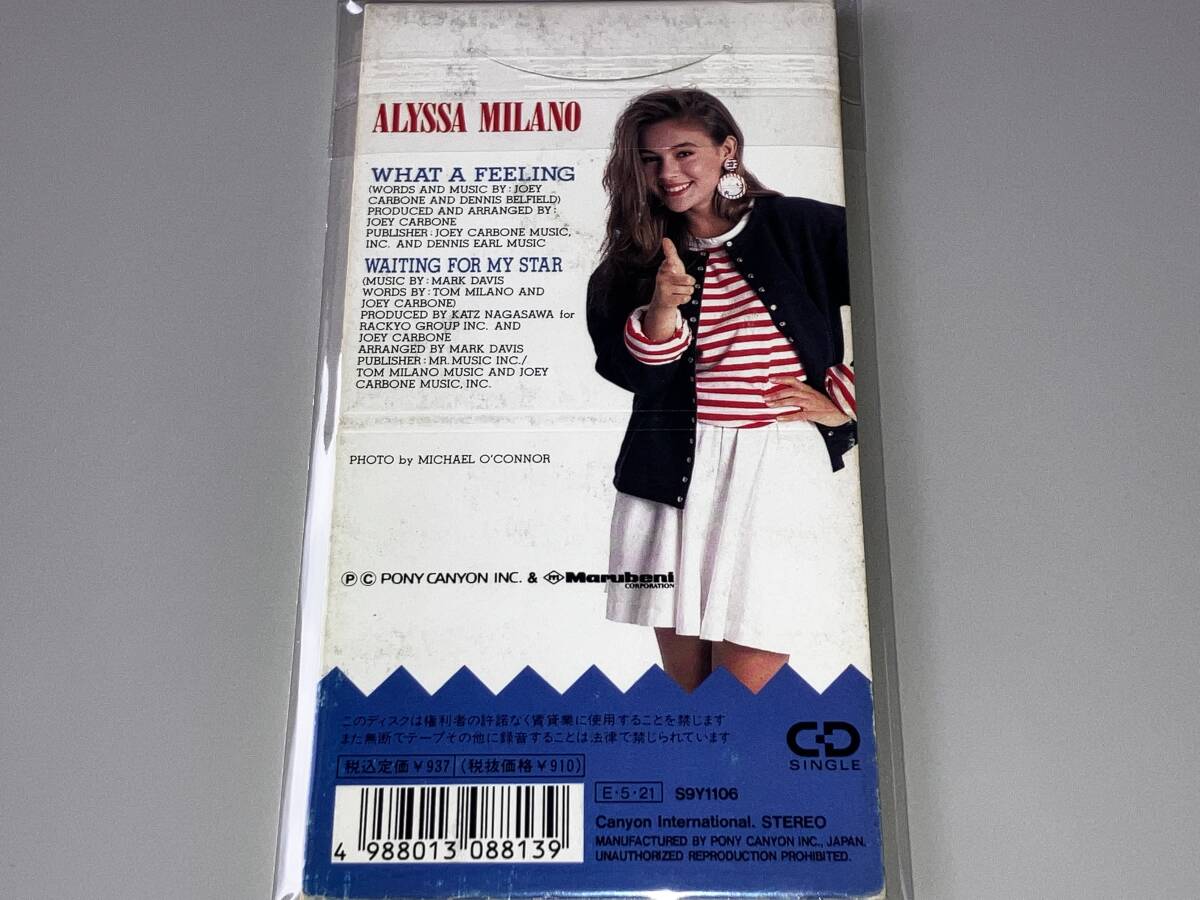 ALYSSA MILANO
WHAT A FEELING
(WORDS AND MUSIC BY: JOEY
CARBONE AND DENNIS BELFIELD)
PRODUCED AND ARRANGED BY:
JOEY CARBONE
PUBLISHER: JOEY CARBONE MUSIC,
INC. AND DENNIS EARL MUSIC
WAITING FOR MY STAR
(MUSIC BY: MARK DAVIS
WORDS BY: TOM MILANO AND
JOEY CARBONE)
PRODUCED BY KATZ NAGASAWA for
RACKYO GROUP INC. AND
JOEY CARBONE
ARRANGED BY MARK DAVIS
PUBLISHER: MR. MUSIC INC./
TOM MILANO MUSIC AND JOEY
CARBONE MUSIC, INC.
PHOTO by MICHAEL O'CONNOR
Ⓟ Ⓒ PONY CANYON INC. & Marubeni
CORPORATION
このディスクは権利者の許諾なく賃貸業に使用することを禁じます
また無断でテープその他に録音することは法律で禁じられています
税込定価¥937 (税抜価格¥910)
CD
SINGLE
E·5·21 S9Y1106
Canyon International. STEREO
MANUFACTURED BY PONY CANYON INC., JAPAN.
UNAUTHORIZED REPRODUCTION PROHIBITED.
4 988013 088139